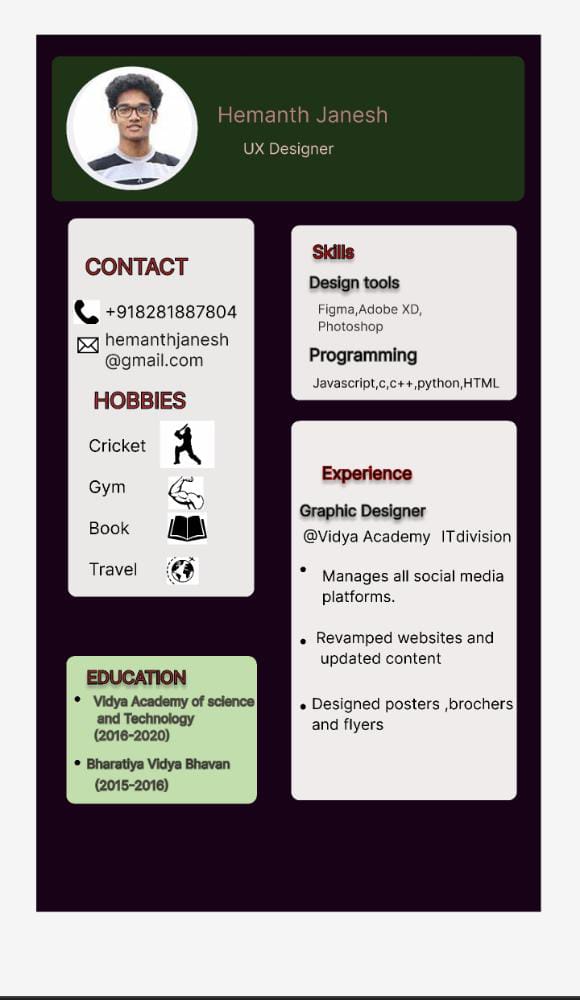 Hemanth Janesh
UX Designer
CONTACT
+918281887804
hemanthjanesh
@gmail.com
HOBBIES
Cricket
Gym
Book
Travel
EDUCATION
Vidya Academy of science
and Technology
(2016-2020)
Bharatiya Vidya Bhavan
(2015-2016)
Skills
Design tools
Figma,Adobe XD,
Photoshop
Programming
Javascript,c,c++,python,HTML
Experience
Graphic Designer
@Vidya Academy ITdivision
• Manages all social media
platforms.
• Revamped websites and
updated content
• Designed posters ,brochers
and flyers